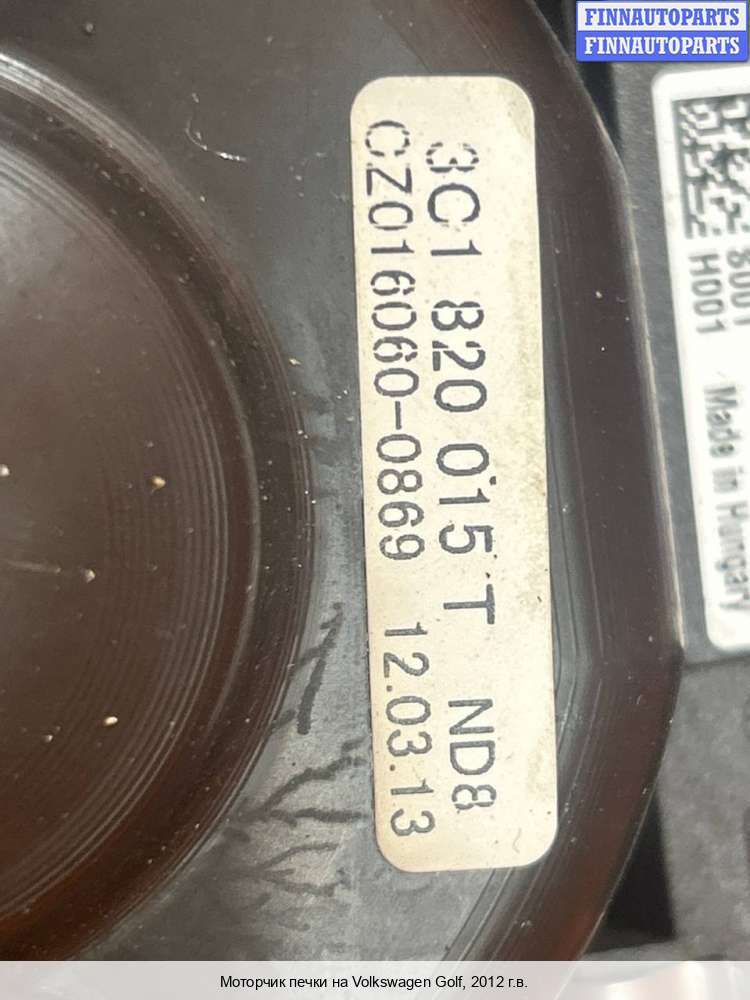 FINNAUTOPARTS
FINNAUTOPARTS
3C1 820 015 T ND8
CZ016060-0869 12.03.13
S001
H001 Made in Hungary
Моторчик печки на Volkswagen Golf, 2012 г.в.